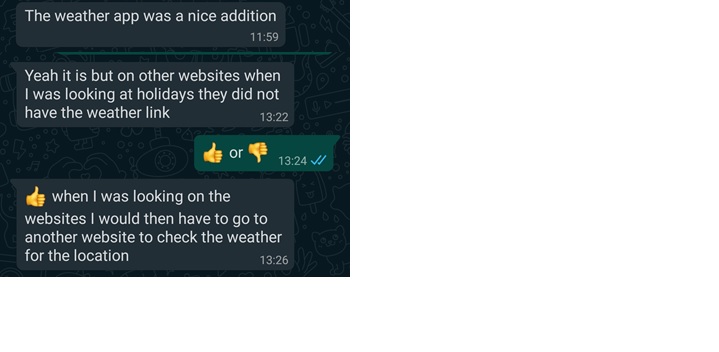 The weather app was a nice addition
11:59
Yeah it is but on other websites when
I was looking at holidays they did not
have the weather link
13:22
👍 or 👎 13:24
👍 when I was looking on the
websites I would then have to go to
another website to check the weather
for the location
13:26